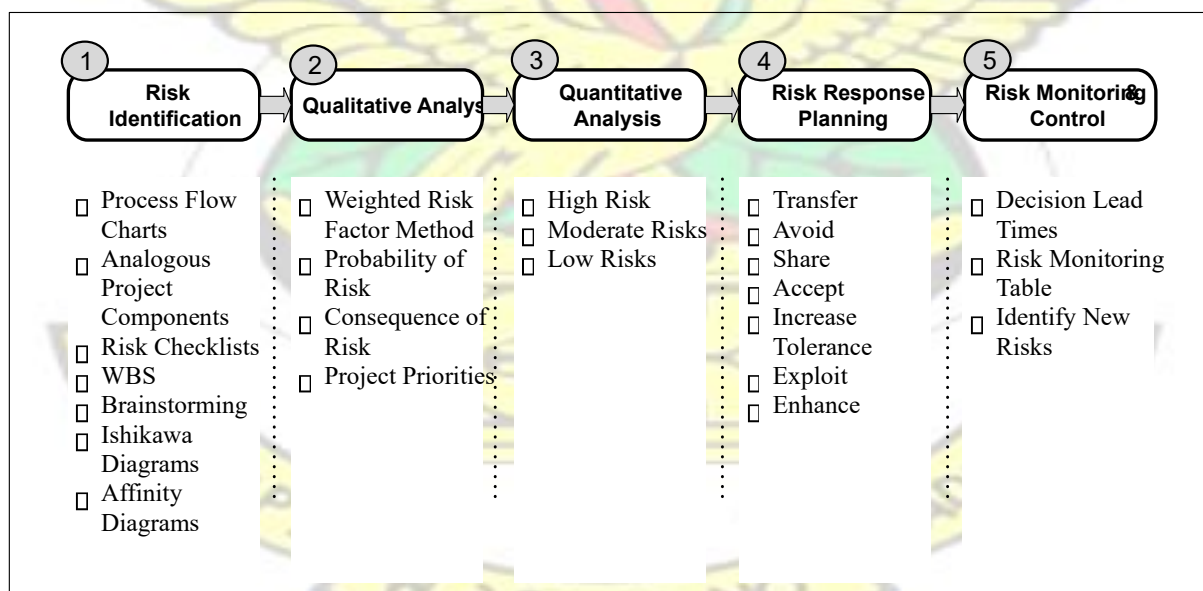 1
Risk
Identification
2
Qualitative Analys
3
Quantitative
Analysis
4
Risk Response
Planning
5
Risk Monitoring &
Control
Process Flow
Charts
Analogous
Project
Components
Risk Checklists
WBS
Brainstorming
Ishikawa
Diagrams
Affinity
Diagrams
Weighted Risk
Factor Method
Probability of
Risk
Consequence of
Risk
Project Priorities
High Risk
Moderate Risks
Low Risks
Transfer
Avoid
Share
Accept
Increase
Tolerance
Exploit
Enhance
Decision Lead
Times
Risk Monitoring
Table
Identify New
Risks